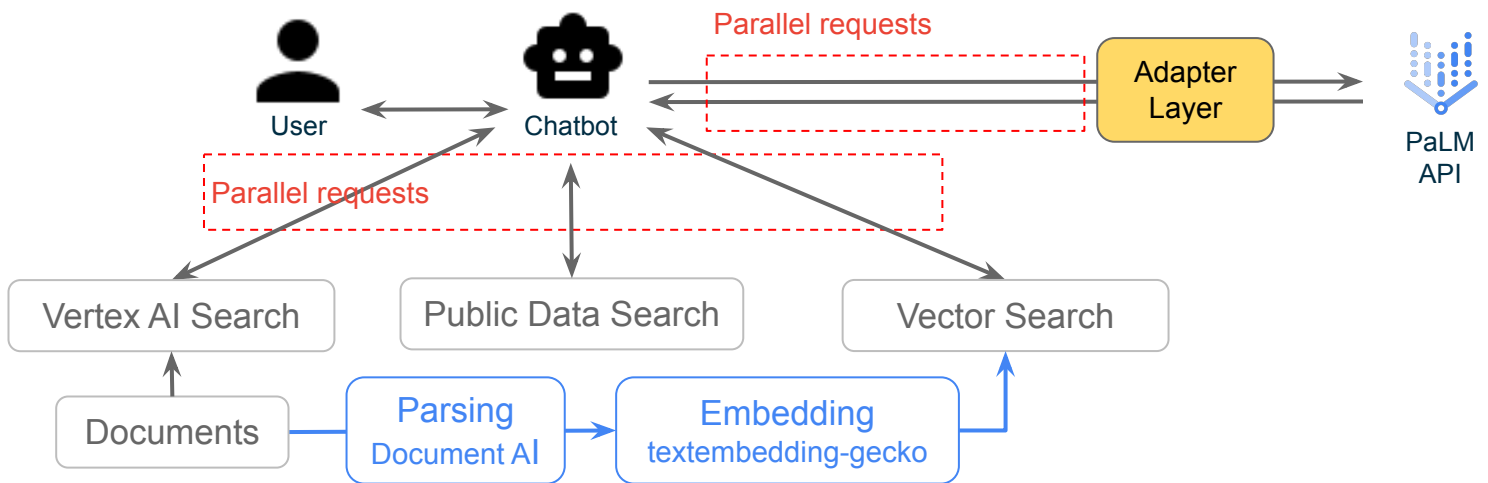 Parallel requests
Adapter
Layer
User
Chatbot
PaLM
API
Parallel requests
Vertex AI Search
Public Data Search
Vector Search
Documents
Parsing
Document AI
Embedding
textembedding-gecko